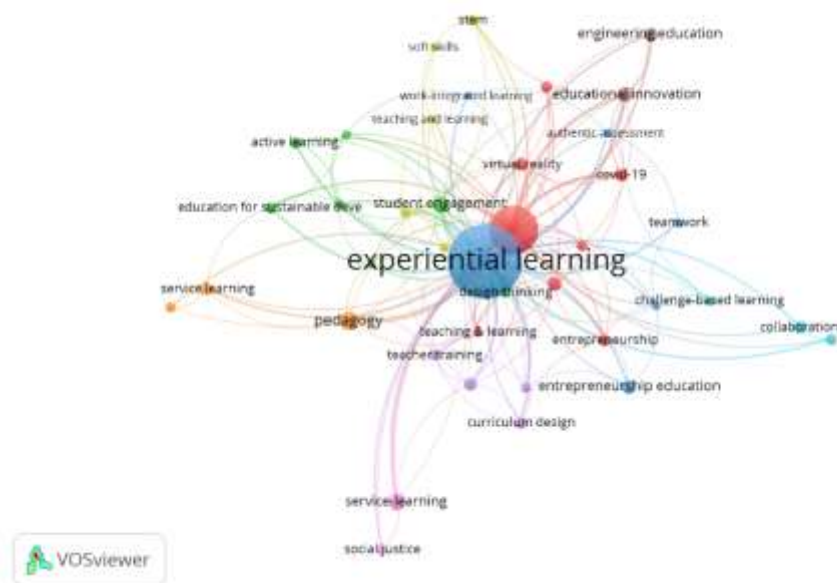 stem
engineering education
soft skills
work-integrated learning
educational innovation
teaching and learning
authentic assessment
active learning
virtual reality
covid-19
education for sustainable deve
student engagement
teamwork
experiential learning
service learning
design thinking
challenge-based learning
pedagogy
collaboration
teaching & learning
entrepreneurship
teacher training
entrepreneurship education
curriculum design
service-learning
social justice
VOSviewer